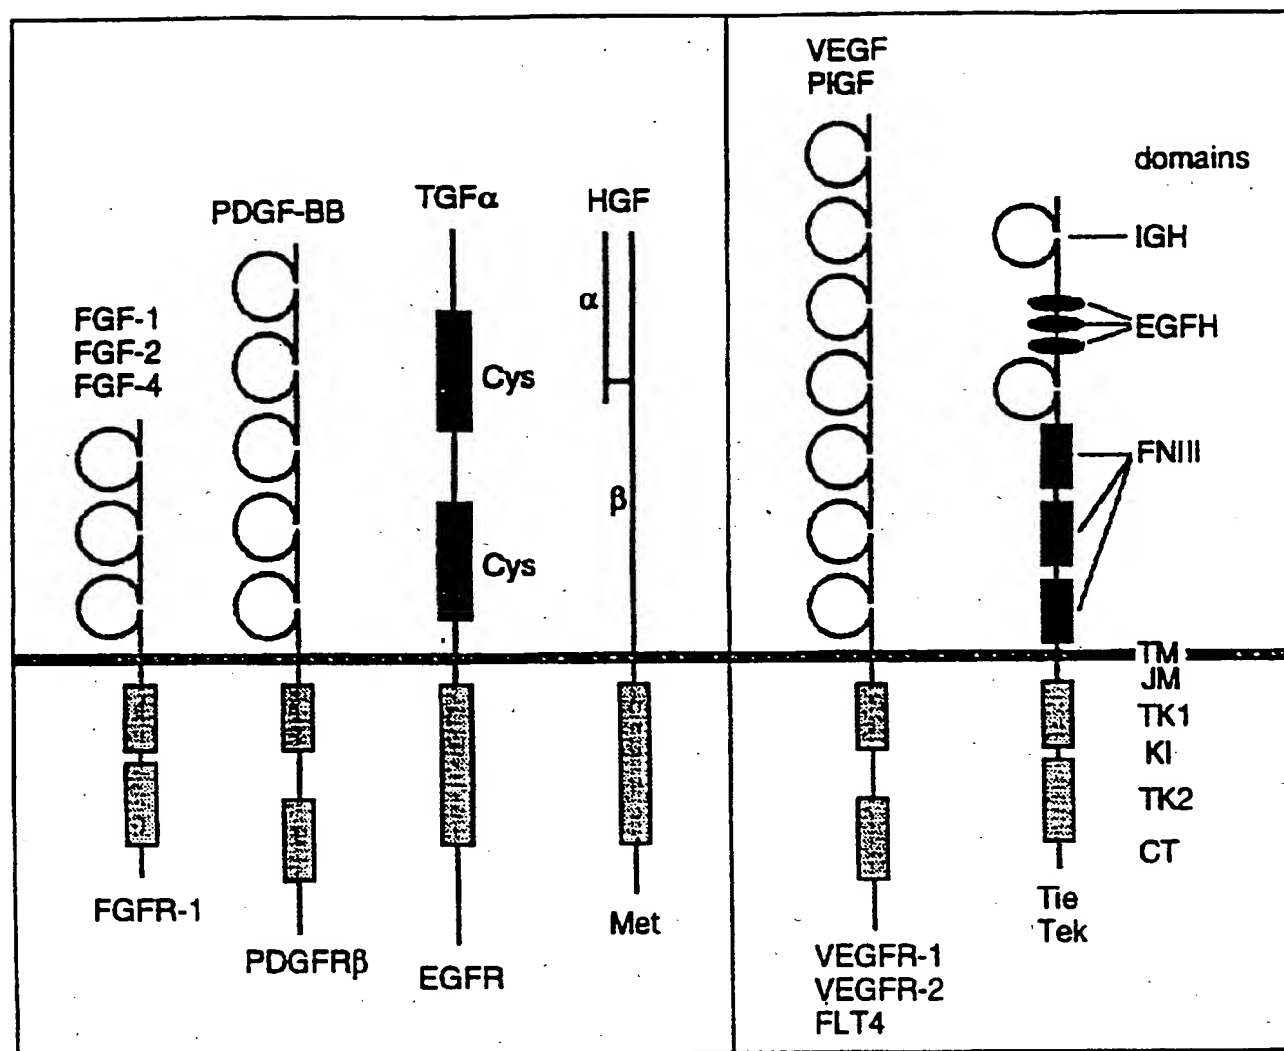 FGF-1
FGF-2
FGF-4
PDGF-BB
TGFα
HGF
α
β
Cys
Cys
FGFR-1
PDGFRβ
EGFR
Met
VEGF
PlGF
domains
IGH
EGFH
FNIII
TM
JM
TK1
KI
TK2
CT
VEGFR-1
VEGFR-2
FLT4
Tie
Tek